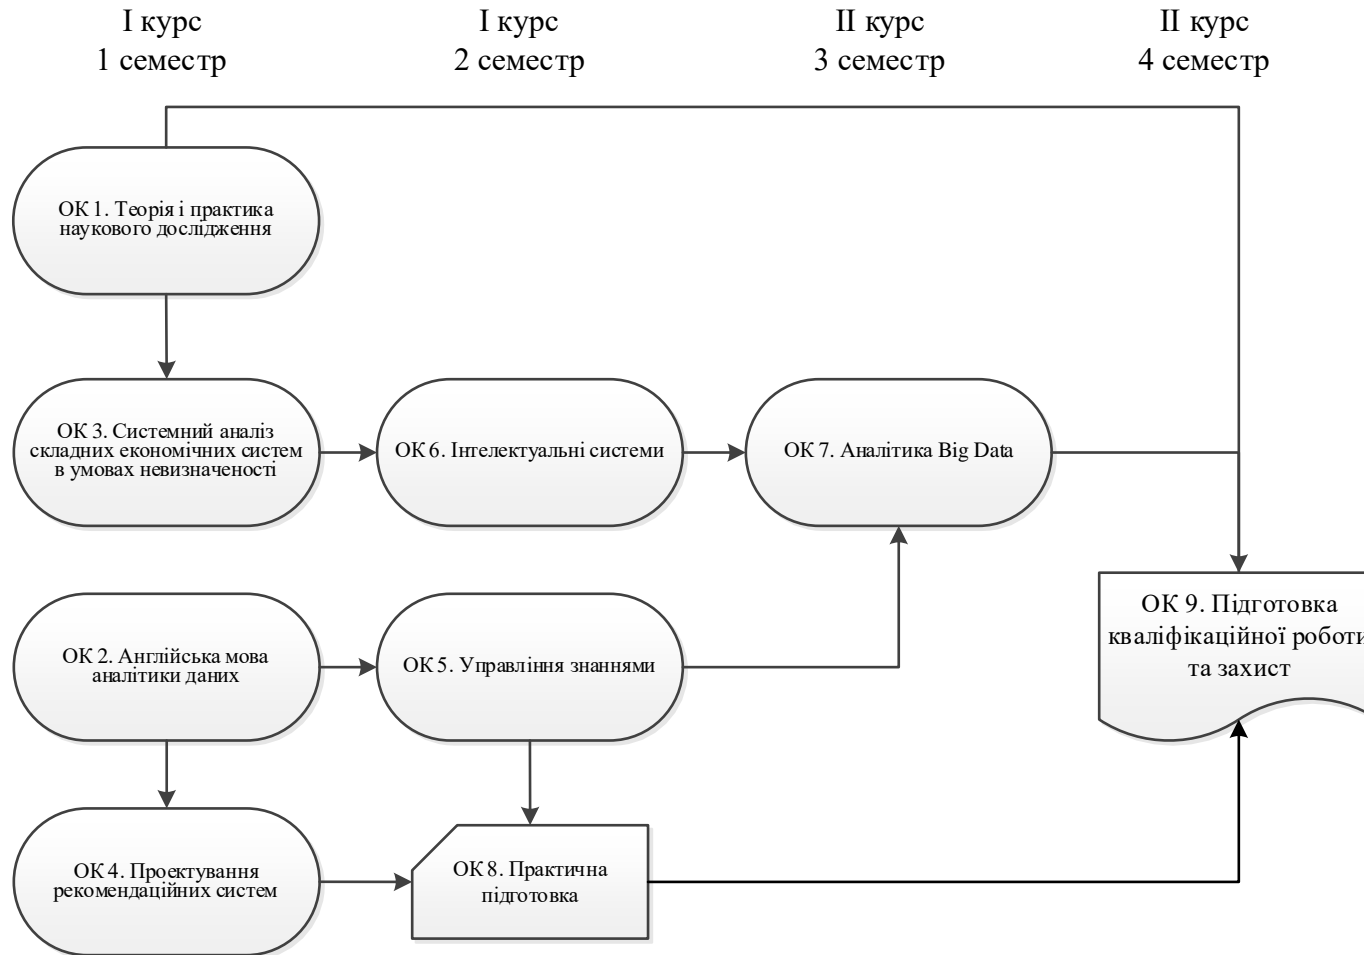 І курс
1 семестр
І курс
2 семестр
ІІ курс
3 семестр
ІІ курс
4 семестр
ОК 1. Теорія і практика
наукового дослідження
ОК 3. Системний аналіз
складних економічних систем
в умовах невизначеності
ОК 6. Інтелектуальні системи
ОК 7. Аналітика Big Data
ОК 9. Підготовка
кваліфікаційної роботи
та захист
ОК 2. Англійська мова
аналітики даних
ОК 5. Управління знаннями
ОК 4. Проектування
рекомендаційних систем
ОК 8. Практична
підготовка